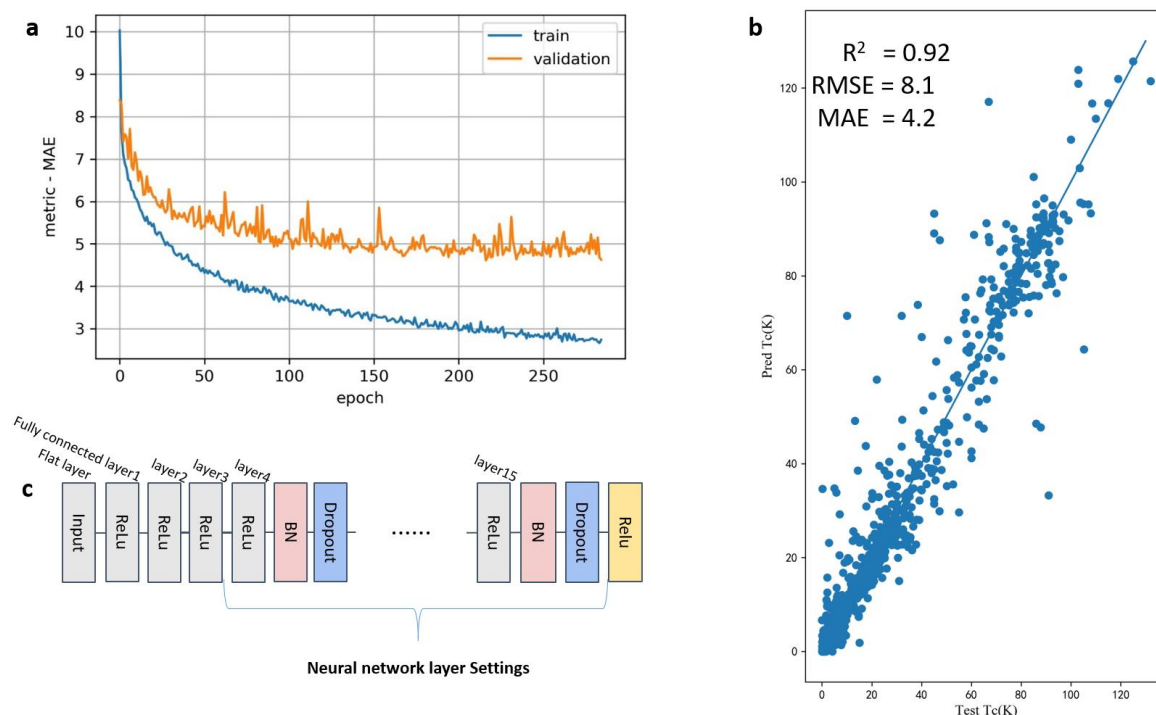 a
10
9
8
7
6
5
4
3
metric - MAE
train
validation
0
50
100
150
200
250
epoch
b
R² = 0.92
RMSE = 8.1
MAE = 4.2
120
100
80
60
40
20
0
Pred Tc(K)
0
20
40
60
80
100
120
Test Tc(K)
c
Flat layer
Fully connected layer1
layer2
layer3
layer4
layer15
Input
ReLu
ReLu
ReLu
ReLu
BN
Dropout
......
ReLu
BN
Dropout
Relu
Neural network layer Settings